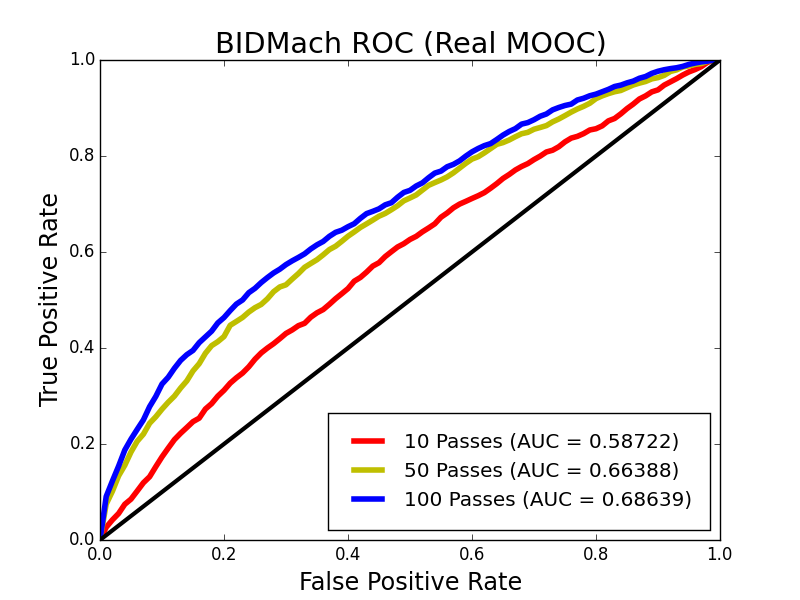 BIDMach ROC (Real MOOC)
1.0
0.8
0.6
0.4
0.2
0.0
True Positive Rate
10 Passes (AUC = 0.58722)
50 Passes (AUC = 0.66388)
100 Passes (AUC = 0.68639)
0.0 0.2 0.4 0.6 0.8 1.0
False Positive Rate